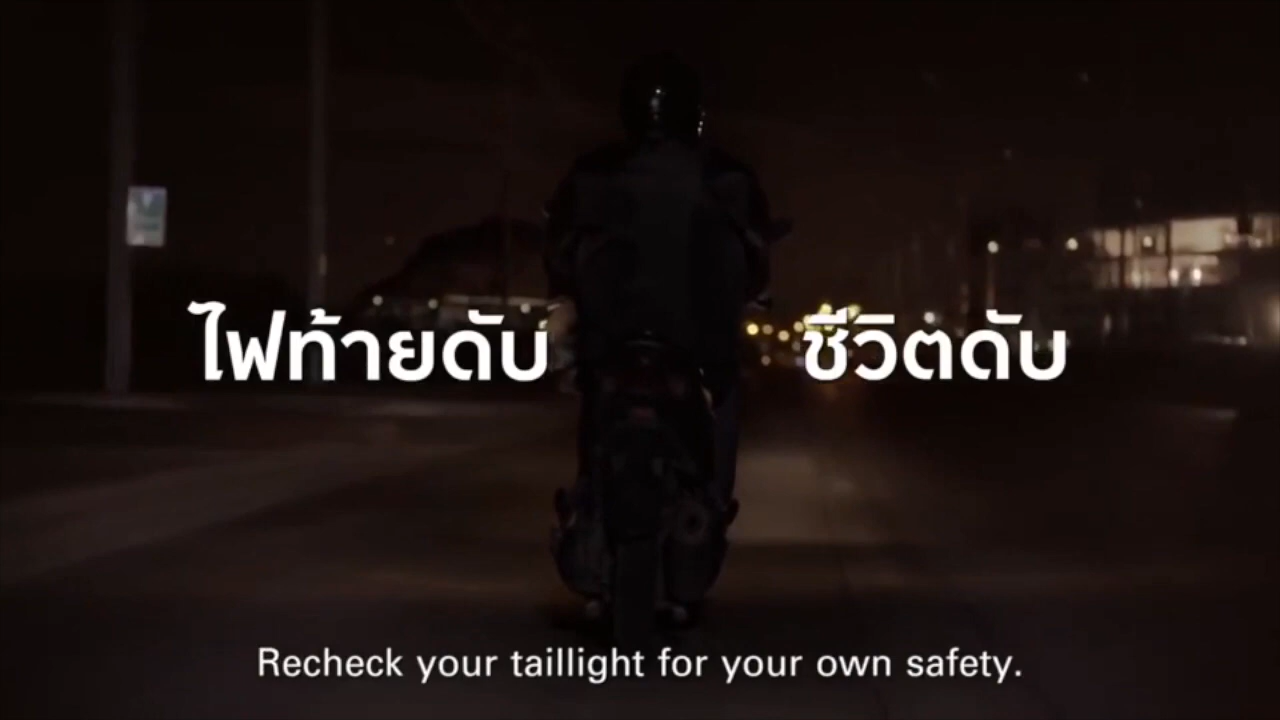 ไฟท้ายดับ ชีวิตดับ
Recheck your taillight for your own safety.